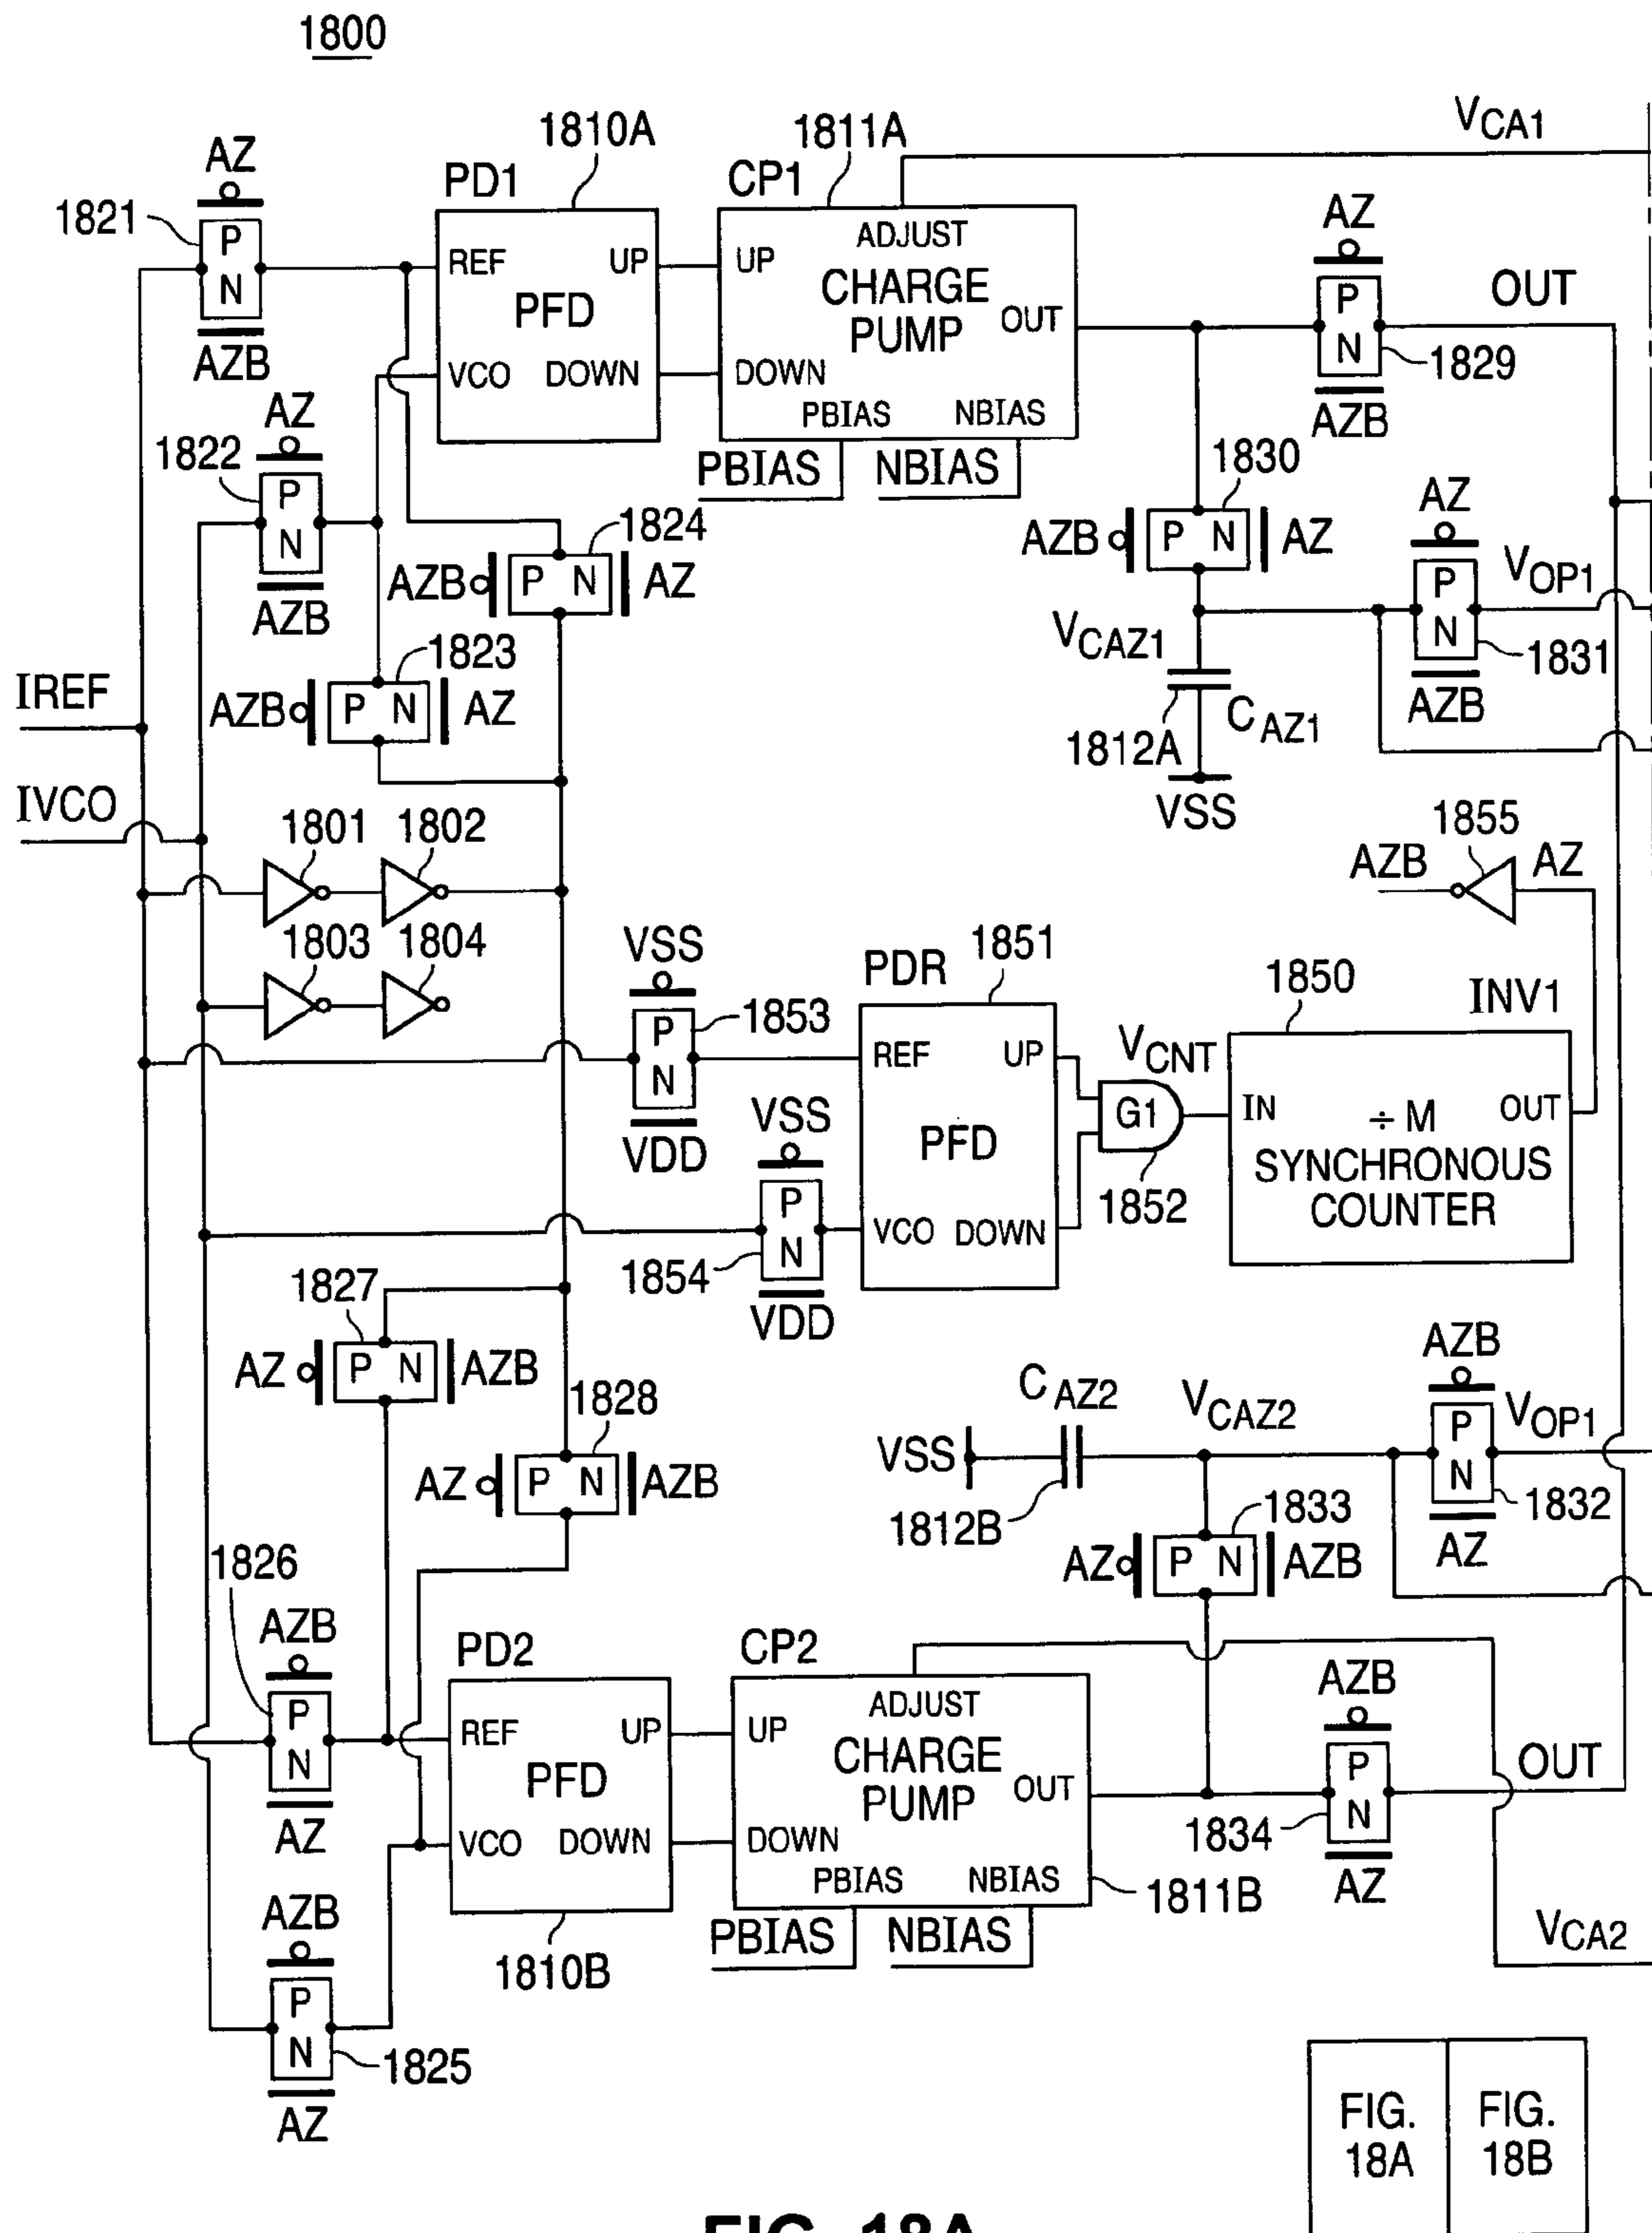 1800
1810A
1811A
VCA1
AZ
PD1
CP1
1821
P
N
AZB
REF
UP
PFD
VCO
DOWN
UP
ADJUST
CHARGE
PUMP
OUT
DOWN
PBIAS
NBIAS
PBIAS
NBIAS
AZ
P
N
1829
AZB
OUT
AZ
1822
P
N
AZB
1824
AZB
P N
AZ
1830
AZB
P N
AZ
AZ
P
N
VOP1
1831
AZB
1823
AZB
P N
AZ
VCAZ1
CAZ1
1812A
VSS
IREF
IVCO
1801
1802
1803
1804
1855
AZB
AZ
VSS
1853
P
N
VDD
PDR
1851
REF
UP
PFD
VCO
DOWN
VCNT
G1
1852
1850
INV1
IN
÷ M
OUT
SYNCHRONOUS
COUNTER
VSS
P
N
1854
VDD
1827
AZ
P N
AZB
1828
AZ
P N
AZB
CAZ2
VCAZ2
VSS
1812B
AZB
P
N
VOP1
1832
AZ
1833
AZ
P N
AZB
1826
AZB
P
N
AZ
PD2
CP2
REF
UP
PFD
VCO
DOWN
1810B
UP
ADJUST
CHARGE
PUMP
OUT
DOWN
PBIAS
NBIAS
1811B
PBIAS
NBIAS
AZB
P
N
1834
AZ
OUT
VCA2
AZB
P
N
1825
AZ
FIG.
18A
FIG.
18B
FIG. 18A